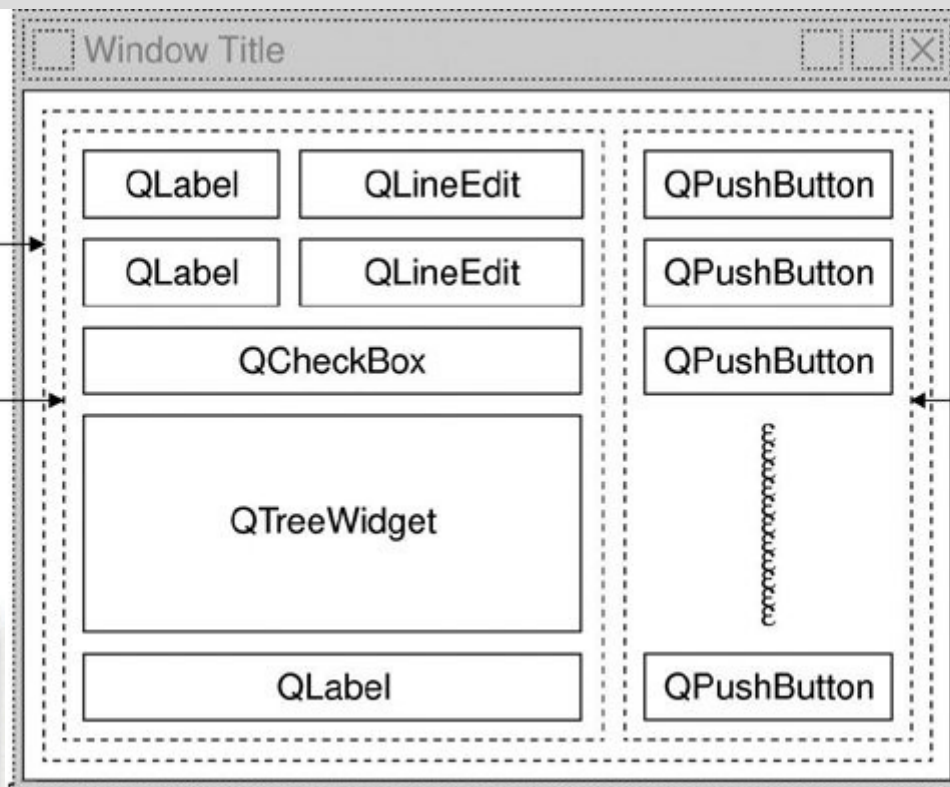 Window Title
QLabel QLineEdit QPushButton
QLabel QLineEdit QPushButton
QCheckBox QPushButton
QTreeWidget
QLabel QPushButton